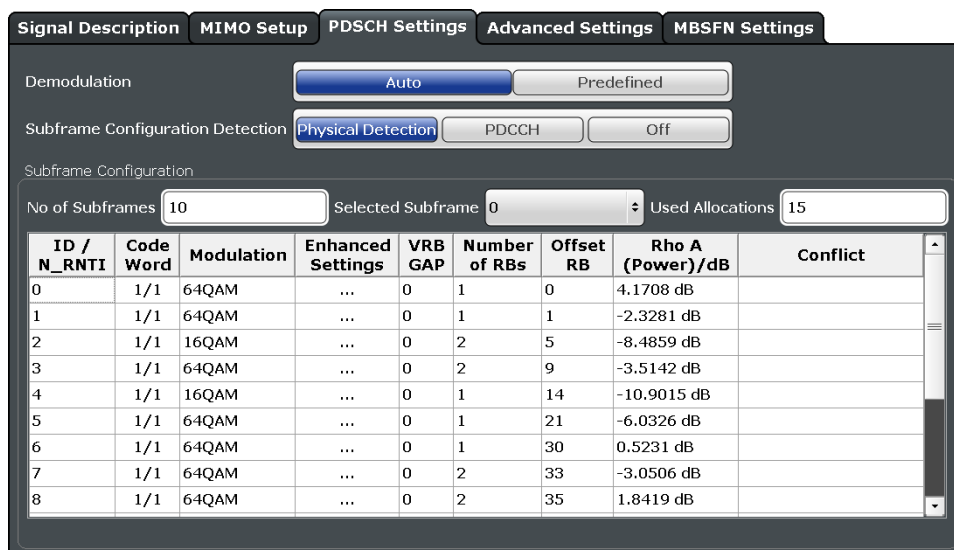 Signal Description MIMO Setup PDSCH Settings Advanced Settings MBSFN Settings
Demodulation Auto Predefined
Subframe Configuration Detection Physical Detection PDCCH Off
Subframe Configuration
No of Subframes 10 Selected Subframe 0 Used Allocations 15
ID / N_RNTI Code Word Modulation Enhanced Settings VRB GAP Number of RBs Offset RB Rho A (Power)/dB Conflict
0 1/1 64QAM ... 0 1 0 4.1708 dB
1 1/1 64QAM ... 0 1 1 -2.3281 dB
2 1/1 16QAM ... 0 2 5 -8.4859 dB
3 1/1 64QAM ... 0 2 9 -3.5142 dB
4 1/1 16QAM ... 0 1 14 -10.9015 dB
5 1/1 64QAM ... 0 1 21 -6.0326 dB
6 1/1 64QAM ... 0 1 30 0.5231 dB
7 1/1 64QAM ... 0 2 33 -3.0506 dB
8 1/1 64QAM ... 0 2 35 1.8419 dB